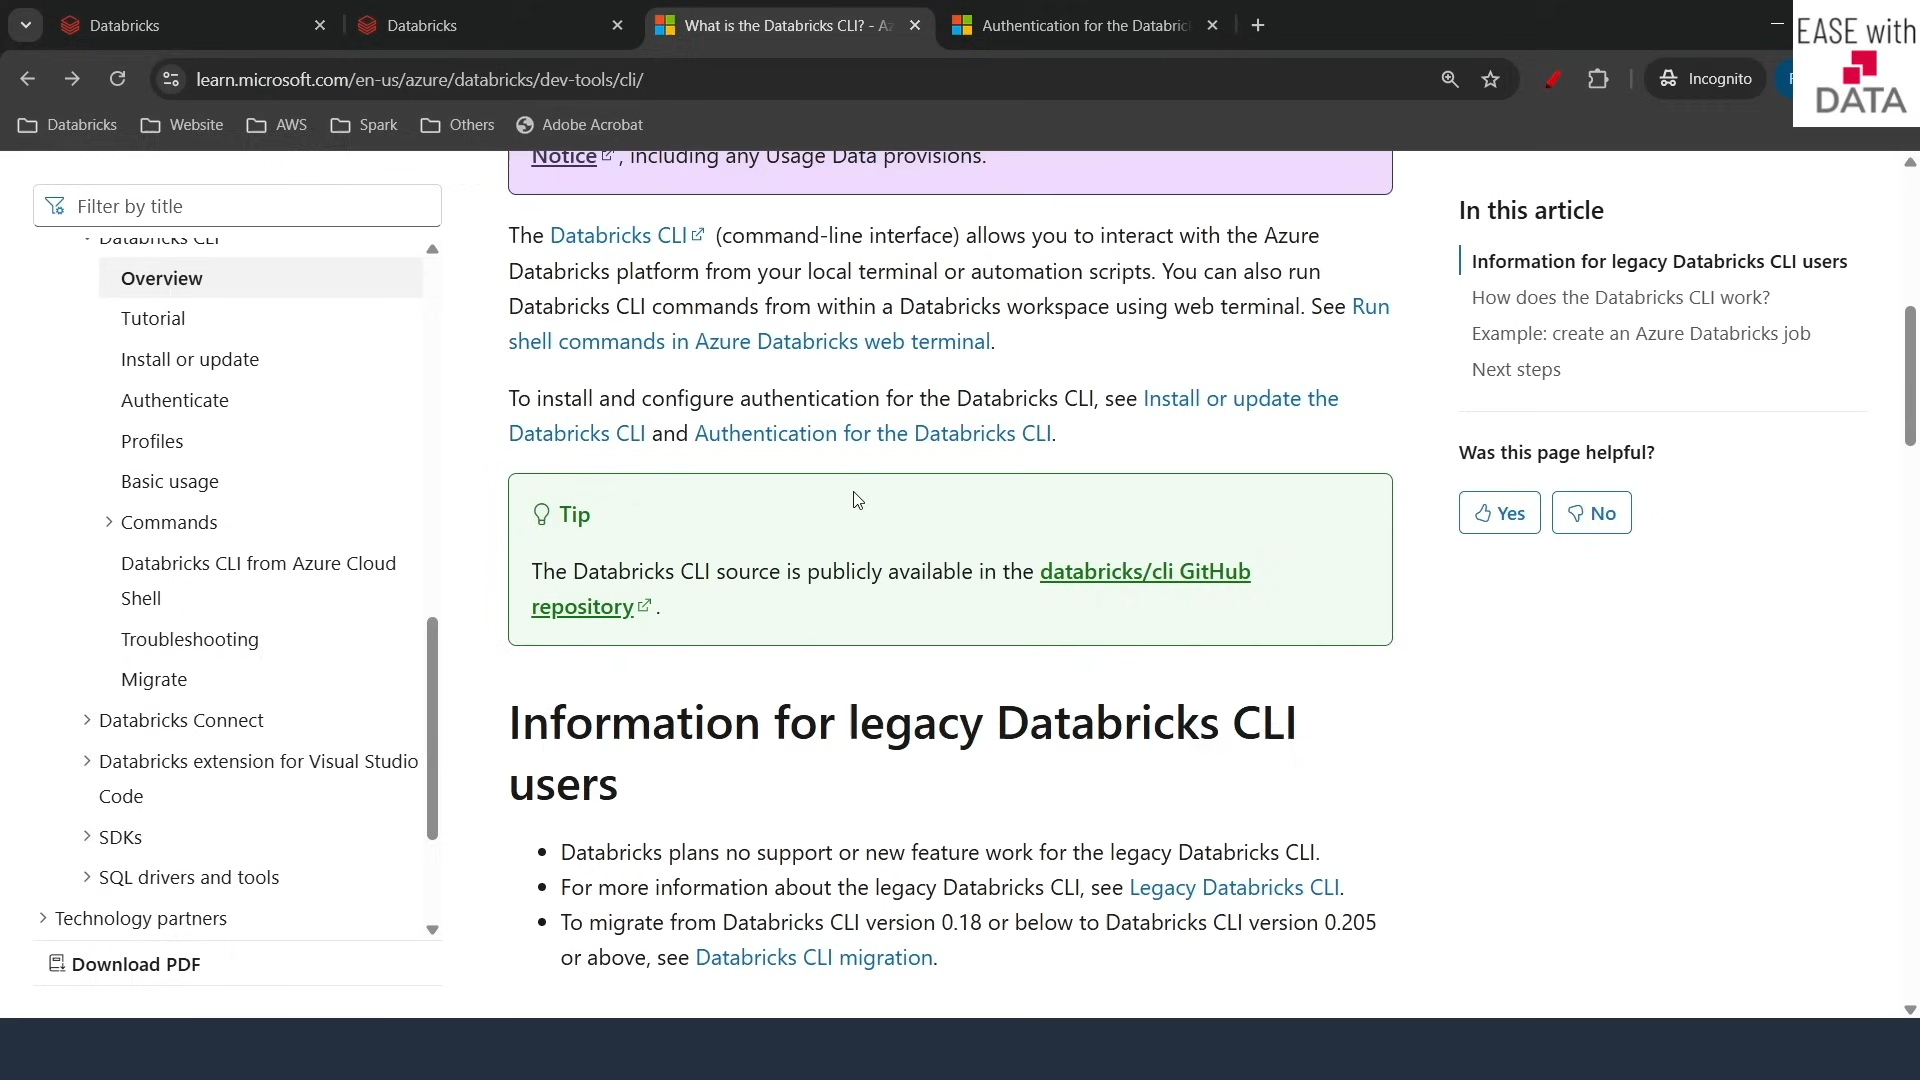 Databricks
Databricks
What is the Databricks CLI? - Az
Authentication for the Databric
EASE with
DATA
learn.microsoft.com/en-us/azure/databricks/dev-tools/cli/
Incognito
Databricks
Website
AWS
Spark
Others
Adobe Acrobat
Filter by title
Databricks CLI
Overview
Tutorial
Install or update
Authenticate
Profiles
Basic usage
Commands
Databricks CLI from Azure Cloud
Shell
Troubleshooting
Migrate
Databricks Connect
Databricks extension for Visual Studio
Code
SDKs
SQL drivers and tools
Technology partners
Download PDF
Notice, including any Usage Data provisions.
The Databricks CLI (command-line interface) allows you to interact with the Azure
Databricks platform from your local terminal or automation scripts. You can also run
Databricks CLI commands from within a Databricks workspace using web terminal. See Run
shell commands in Azure Databricks web terminal.
To install and configure authentication for the Databricks CLI, see Install or update the
Databricks CLI and Authentication for the Databricks CLI.
Tip
The Databricks CLI source is publicly available in the databricks/cli GitHub
repository .
Information for legacy Databricks CLI
users
• Databricks plans no support or new feature work for the legacy Databricks CLI.
• For more information about the legacy Databricks CLI, see Legacy Databricks CLI.
• To migrate from Databricks CLI version 0.18 or below to Databricks CLI version 0.205
or above, see Databricks CLI migration.
In this article
Information for legacy Databricks CLI users
How does the Databricks CLI work?
Example: create an Azure Databricks job
Next steps
Was this page helpful?
Yes
No